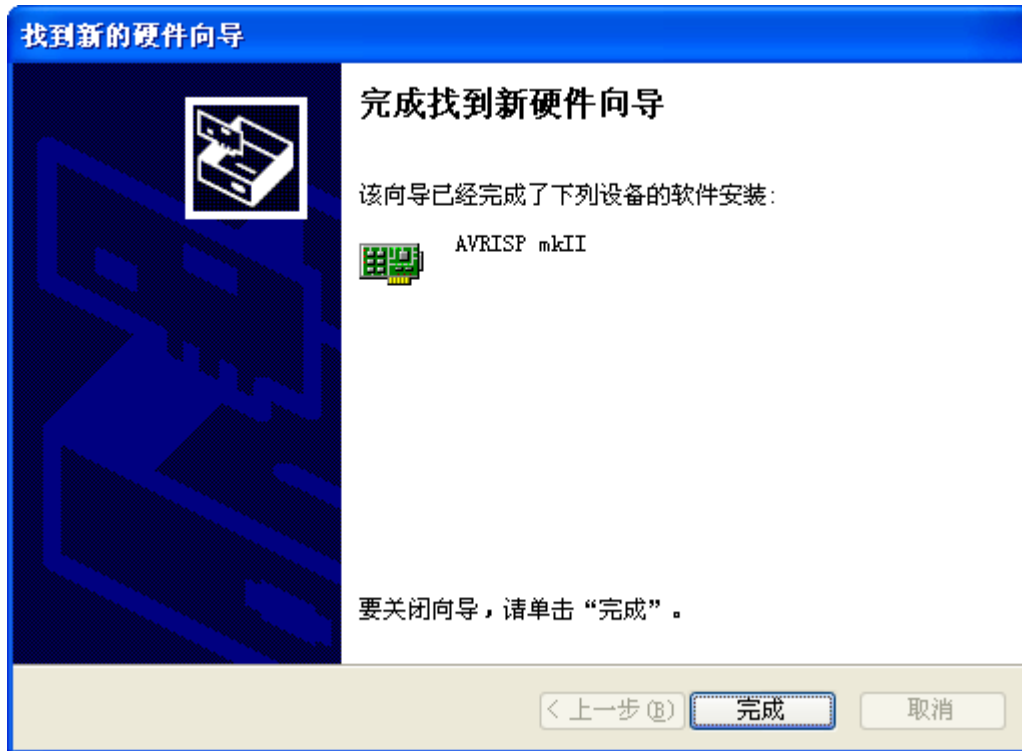 找到新的硬件向导
完成找到新硬件向导
该向导已经完成了下列设备的软件安装:
AVRISP mkII
要关闭向导，请单击“完成”。
< 上一步(B)
完成
取消